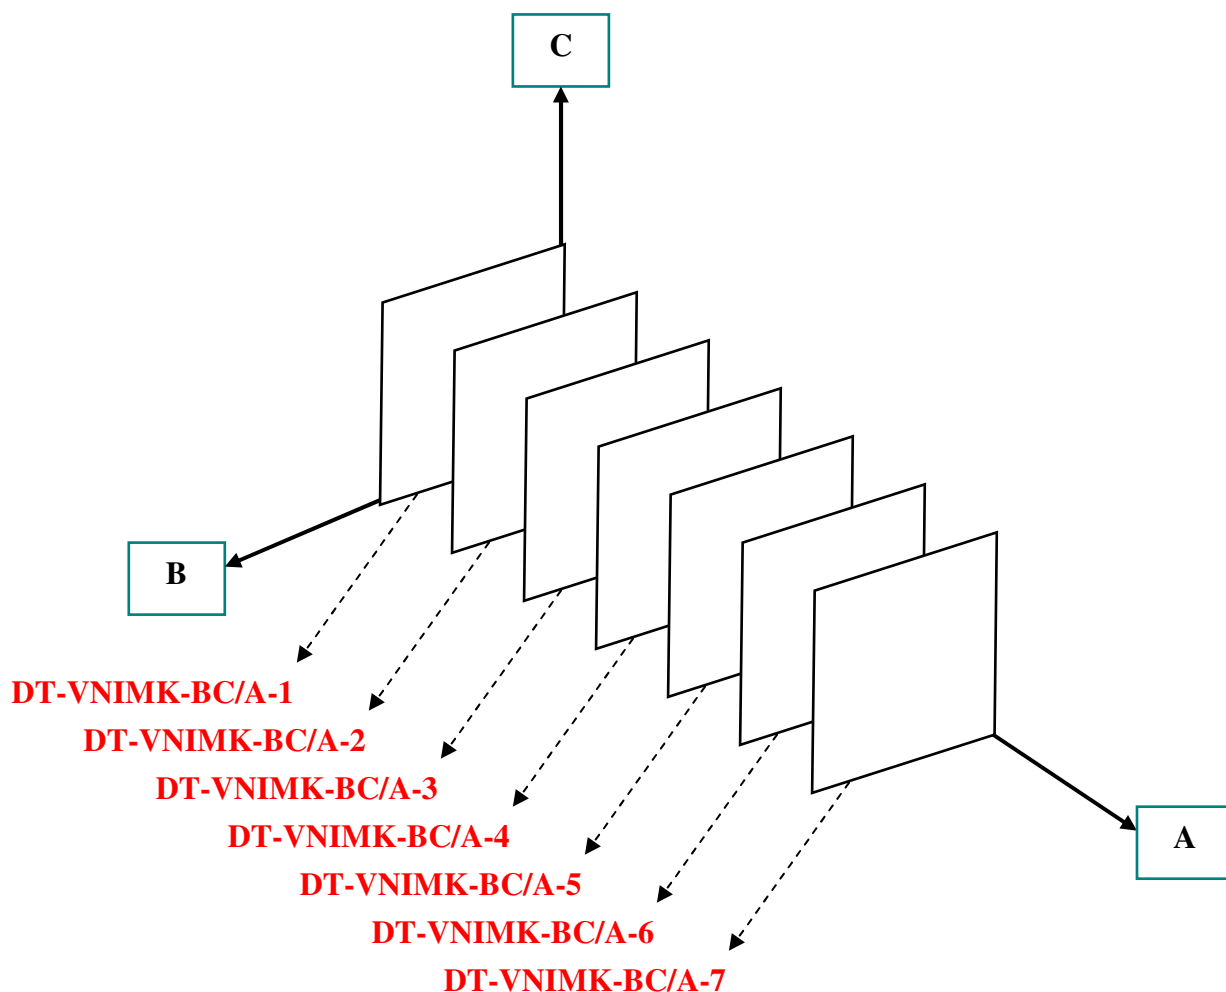 C
B
DT-VNIMK-BC/A-1
DT-VNIMK-BC/A-2
DT-VNIMK-BC/A-3
DT-VNIMK-BC/A-4
A
DT-VNIMK-BC/A-5
DT-VNIMK-BC/A-6
DT-VNIMK-BC/A-7